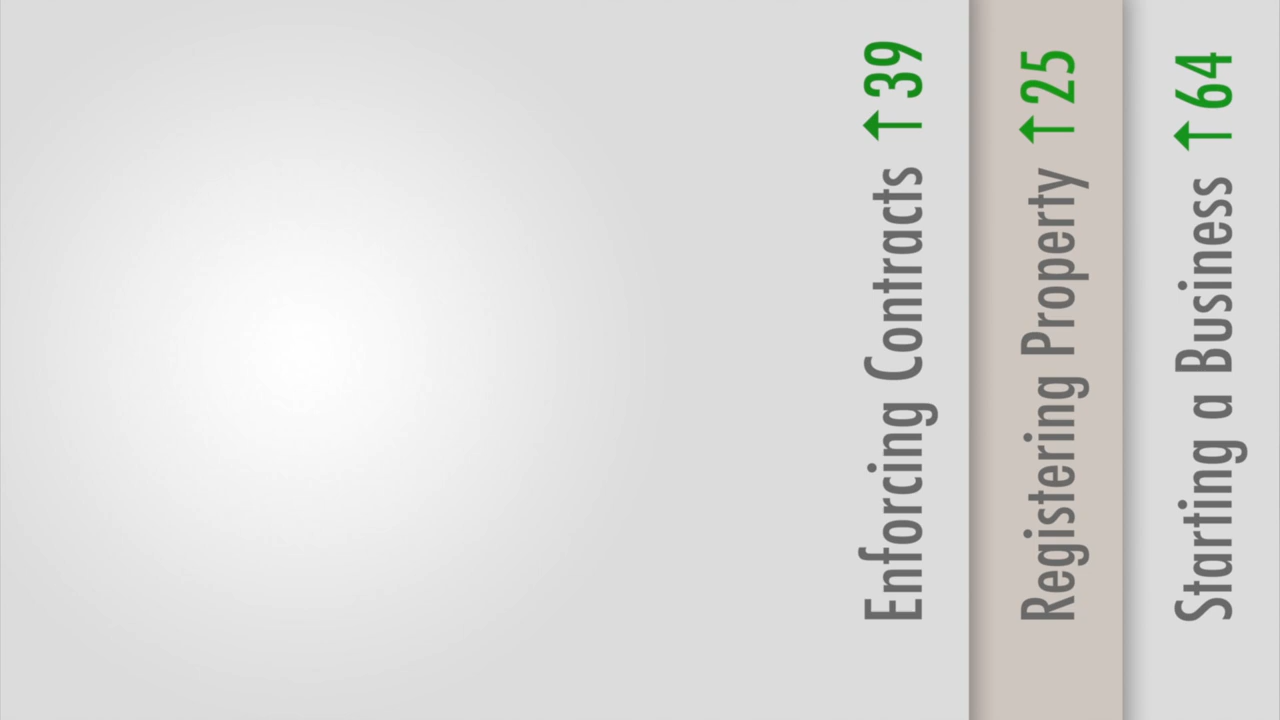 Enforcing Contracts ↑ 39
Registering Property ↑ 25
Starting a Business ↑ 64